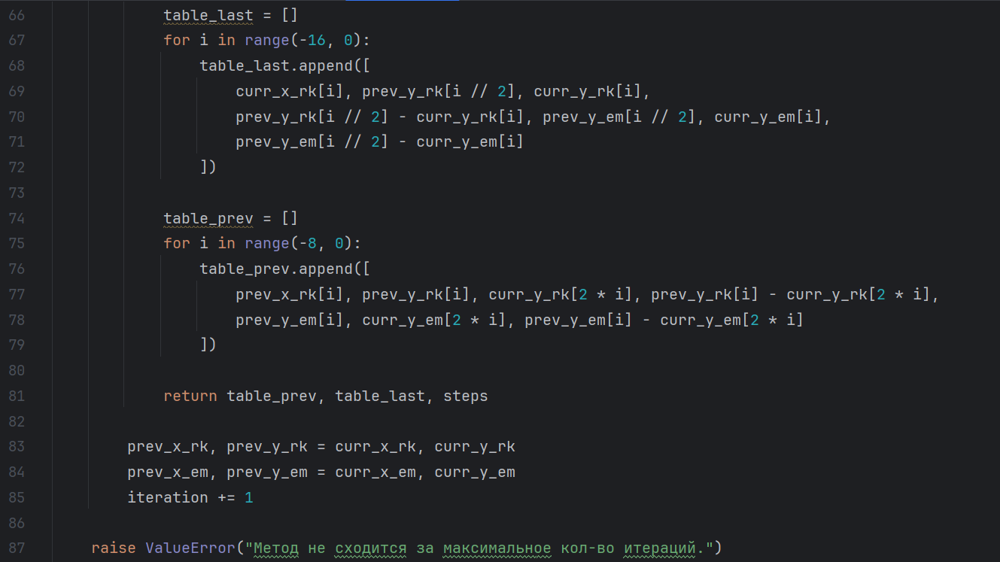 66 table_last = []
67 for i in range(-16, 0):
68 table_last.append([
69 curr_x_rk[i], prev_y_rk[i // 2], curr_y_rk[i],
70 prev_y_rk[i // 2] - curr_y_rk[i], prev_y_em[i // 2], curr_y_em[i],
71 prev_y_em[i // 2] - curr_y_em[i]
72 ])
73
74 table_prev = []
75 for i in range(-8, 0):
76 table_prev.append([
77 prev_x_rk[i], prev_y_rk[i], curr_y_rk[2 * i], prev_y_rk[i] - curr_y_rk[2 * i],
78 prev_y_em[i], curr_y_em[2 * i], prev_y_em[i] - curr_y_em[2 * i]
79 ])
80
81 return table_prev, table_last, steps
82
83 prev_x_rk, prev_y_rk = curr_x_rk, curr_y_rk
84 prev_x_em, prev_y_em = curr_x_em, curr_y_em
85 iteration += 1
86
87 raise ValueError("Метод не сходится за максимальное кол-во итераций.")